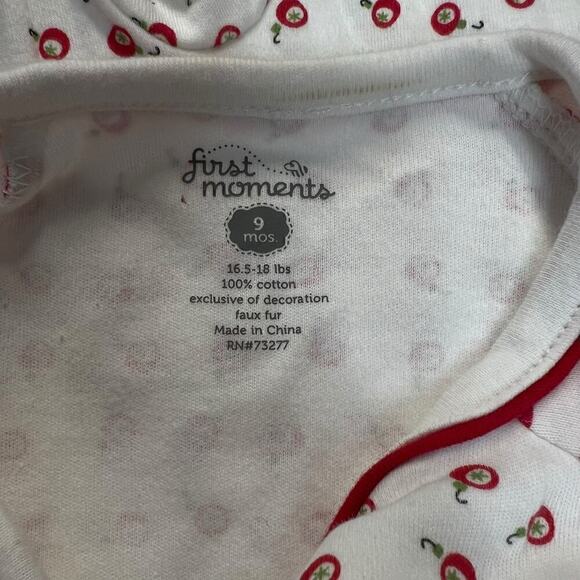 first
moments
9
mos.
16.5-18 lbs
100% cotton
exclusive of decoration
faux fur
Made in China
RN#73277